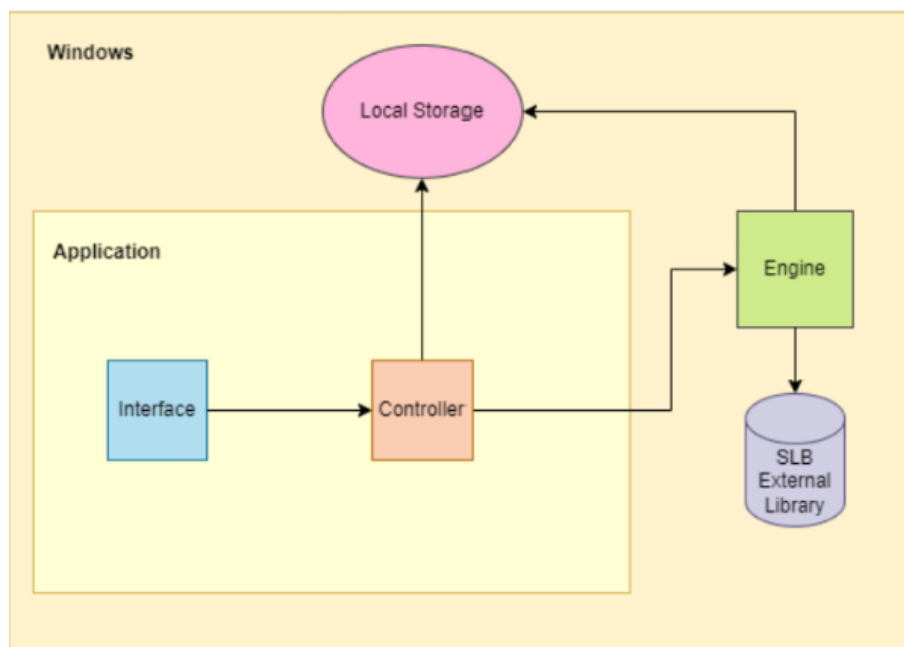 Windows
Local Storage
Application
Engine
Interface
Controller
SLB
External
Library